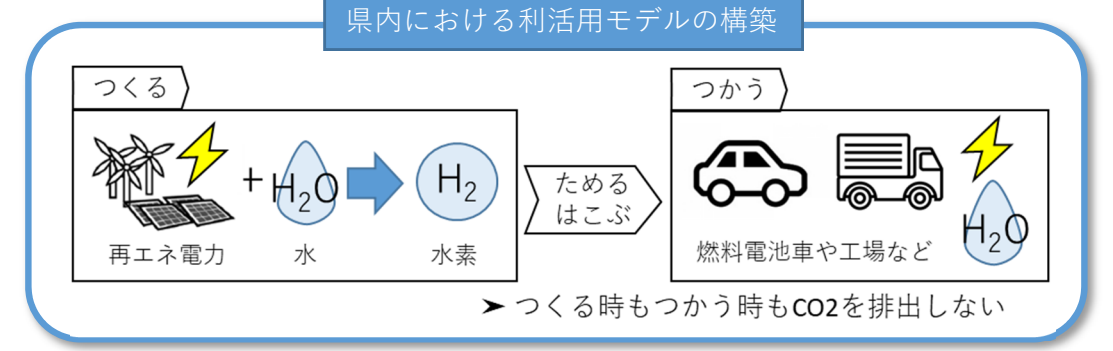 県内における利活用モデルの構築
つくる
つかう
+
H₂O
H₂
ためる
はこぶ
再エネ電力
水
水素
燃料電池車や工場など
H₂O
➤ つくる時もつかう時もCO2を排出しない